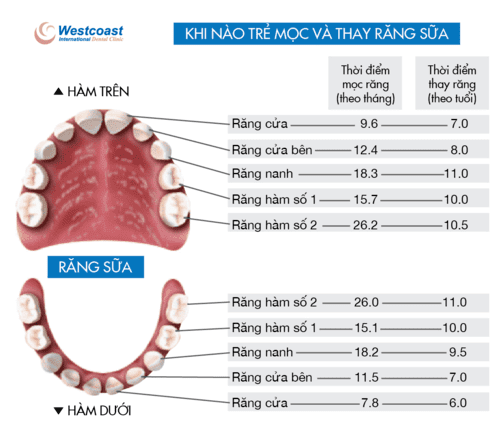 Westcoast
International Dental Clinic
KHI NÀO TRẺ MỌC VÀ THAY RĂNG SỮA
Thời điểm
mọc răng
(theo tháng)
Thời điểm
thay răng
(theo tuổi)
▲ HÀM TRÊN
Răng cửa 9.6 7.0
Răng cửa bên 12.4 8.0
Răng nanh 18.3 11.0
Răng hàm số 1 15.7 10.0
Răng hàm số 2 26.2 10.5
RĂNG SỮA
Răng hàm số 2 26.0 11.0
Răng hàm số 1 15.1 10.0
Răng nanh 18.2 9.5
Răng cửa bên 11.5 7.0
Răng cửa 7.8 6.0
▼ HÀM DƯỚI